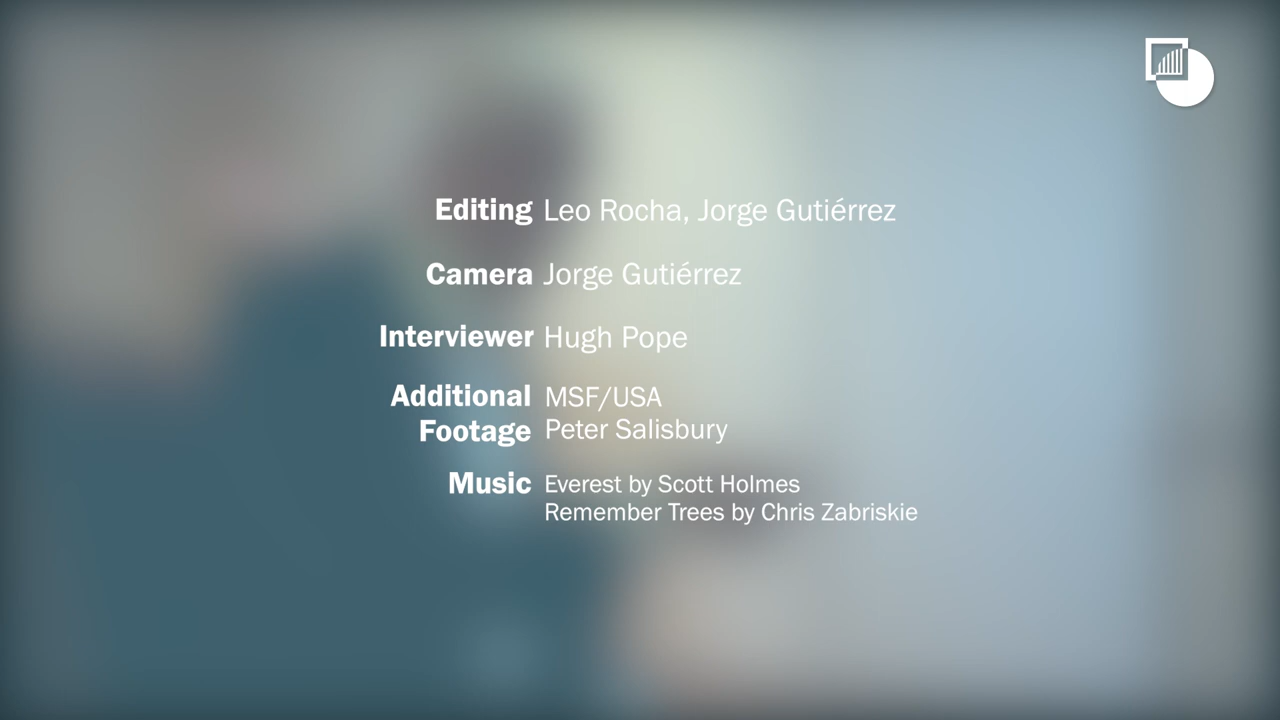 Editing Leo Rocha, Jorge Gutiérrez
Camera Jorge Gutiérrez
Interviewer Hugh Pope
Additional MSF/USA
Footage Peter Salisbury
Music Everest by Scott Holmes
Remember Trees by Chris Zabriskie